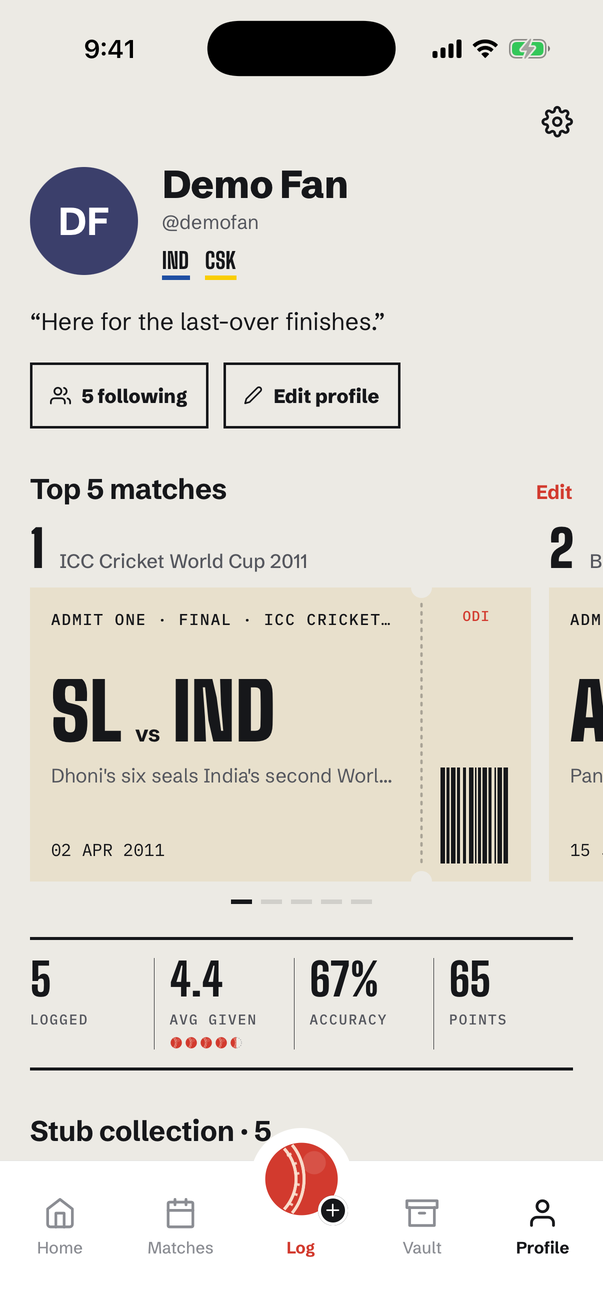 9:41
DF
Demo Fan
@demofan
IND CSK
“Here for the last-over finishes.”
5 following
Edit profile
Top 5 matches
Edit
1 ICC Cricket World Cup 2011
2 B
ADMIT ONE · FINAL · ICC CRICKET…
ODI
ADM
SL vs IND
A
Dhoni's six seals India's second Worl...
Pan
02 APR 2011
15
5
LOGGED
4.4
AVG GIVEN
67%
ACCURACY
65
POINTS
Stub collection · 5
Home
Matches
Log
Vault
Profile